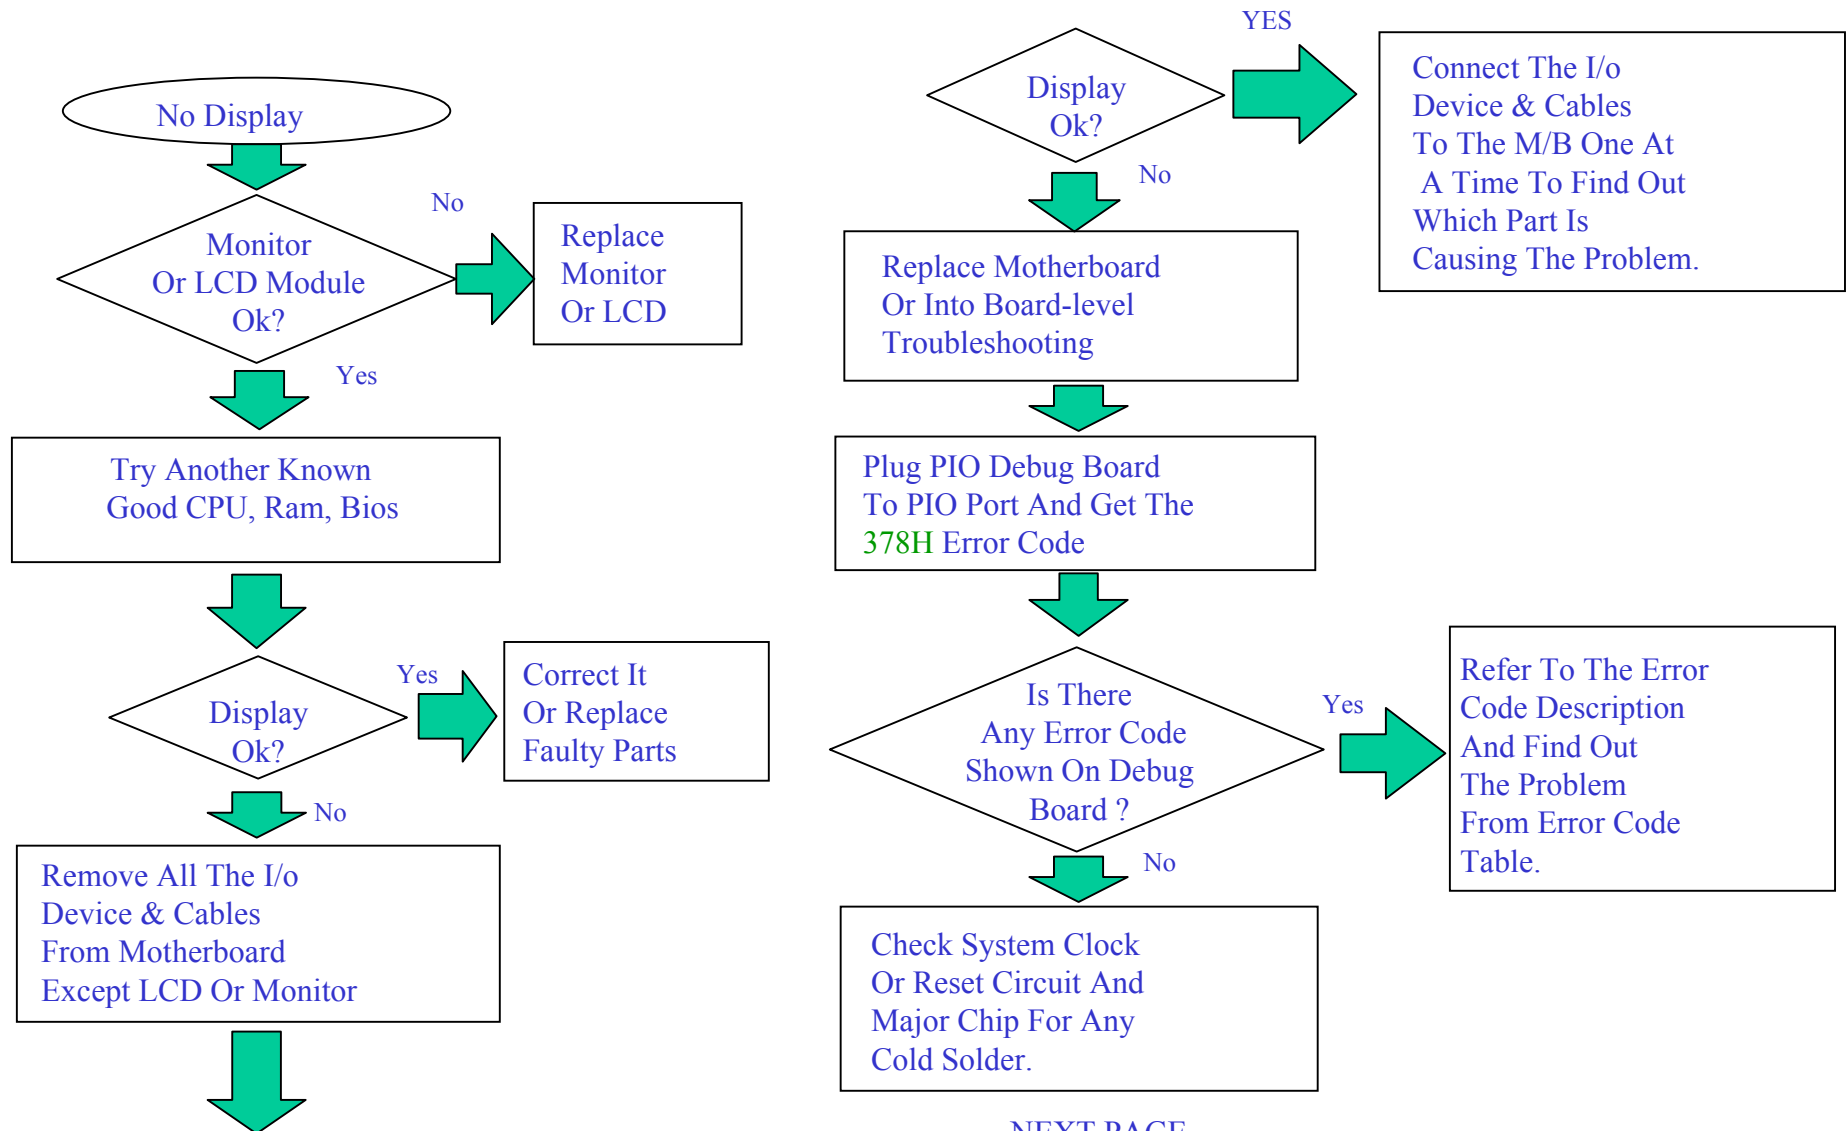 No Display
Monitor
Or LCD Module
Ok?
No
Replace
Monitor
Or LCD
Yes
Try Another Known
Good CPU, Ram, Bios
Display
Ok?
Yes
Correct It
Or Replace
Faulty Parts
No
Remove All The I/o
Device & Cables
From Motherboard
Except LCD Or Monitor
Display
Ok?
YES
Connect The I/o
Device & Cables
To The M/B One At
A Time To Find Out
Which Part Is
Causing The Problem.
No
Replace Motherboard
Or Into Board-level
Troubleshooting
Plug PIO Debug Board
To PIO Port And Get The
378H Error Code
Is There
Any Error Code
Shown On Debug
Board ?
Yes
Refer To The Error
Code Description
And Find Out
The Problem
From Error Code
Table.
No
Check System Clock
Or Reset Circuit And
Major Chip For Any
Cold Solder.
NEXT PAGE